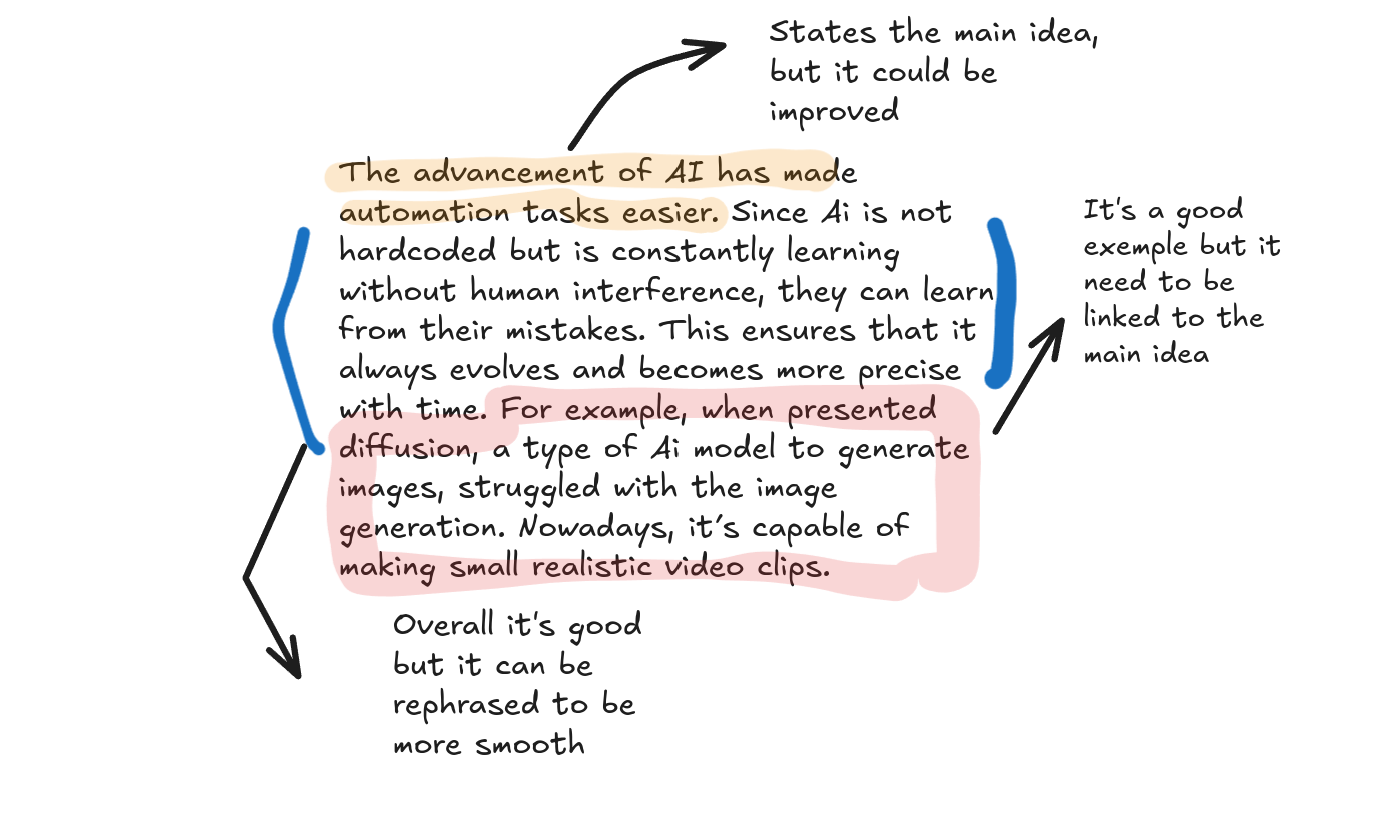 States the main idea,
but it could be
improved
The advancement of AI has made
automation tasks easier. Since Ai is not
hardcoded but is constantly learning
without human interference, they can learn
from their mistakes. This ensures that it
always evolves and becomes more precise
with time. For example, when presented
diffusion, a type of Ai model to generate
images, struggled with the image
generation. Nowadays, it's capable of
making small realistic video clips.
It's a good
exemple but it
need to be
linked to the
main idea
Overall it's good
but it can be
rephrased to be
more smooth